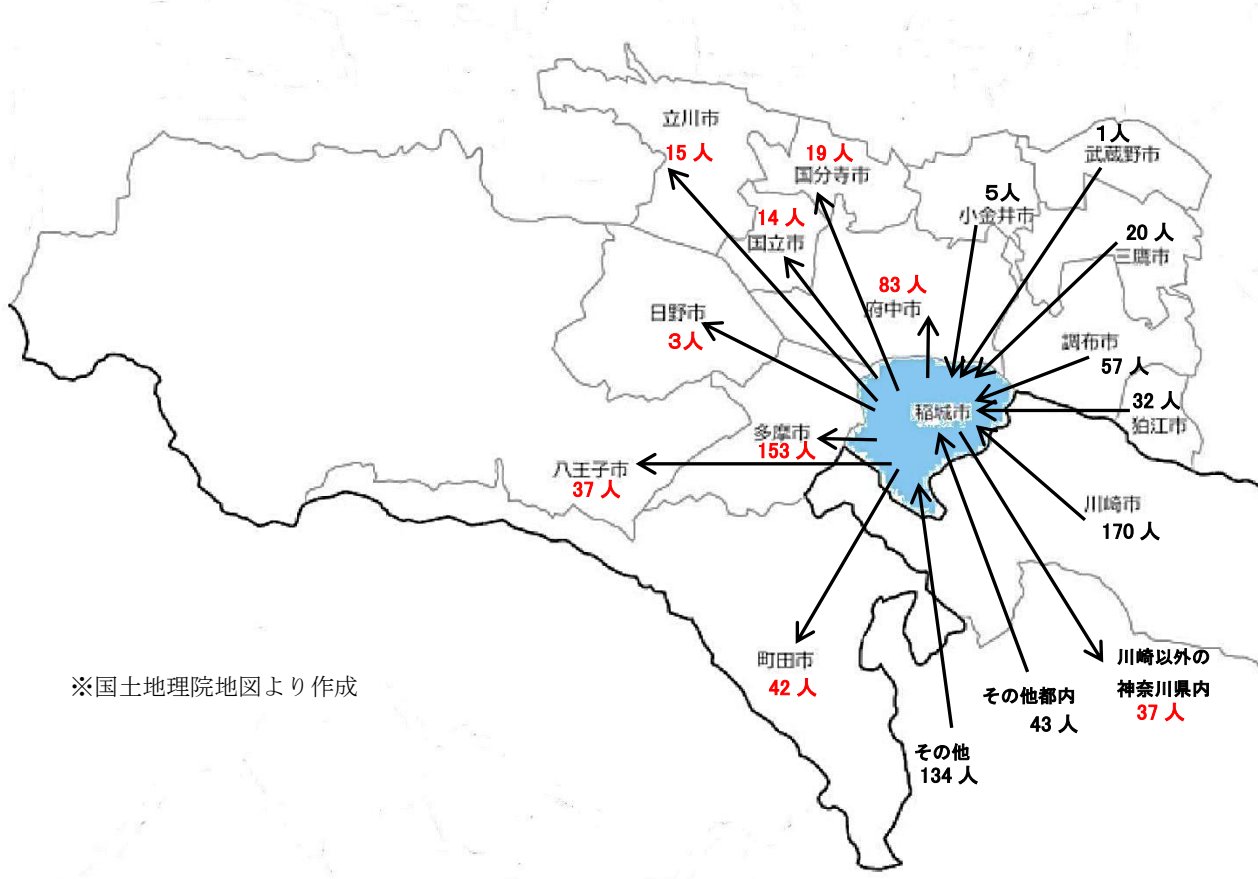 立川市
15 人
19 人
国分寺市
1人
武蔵野市
5人
小金井市
14 人
国立市
20 人
三鷹市
83 人
府中市
日野市
3人
調布市
57 人
稲城市
32 人
狛江市
多摩市
153 人
八王子市
37 人
川崎市
170 人
町田市
42 人
川崎以外の
神奈川県内
37 人
その他都内
43 人
その他
134 人
※国土地理院地図より作成